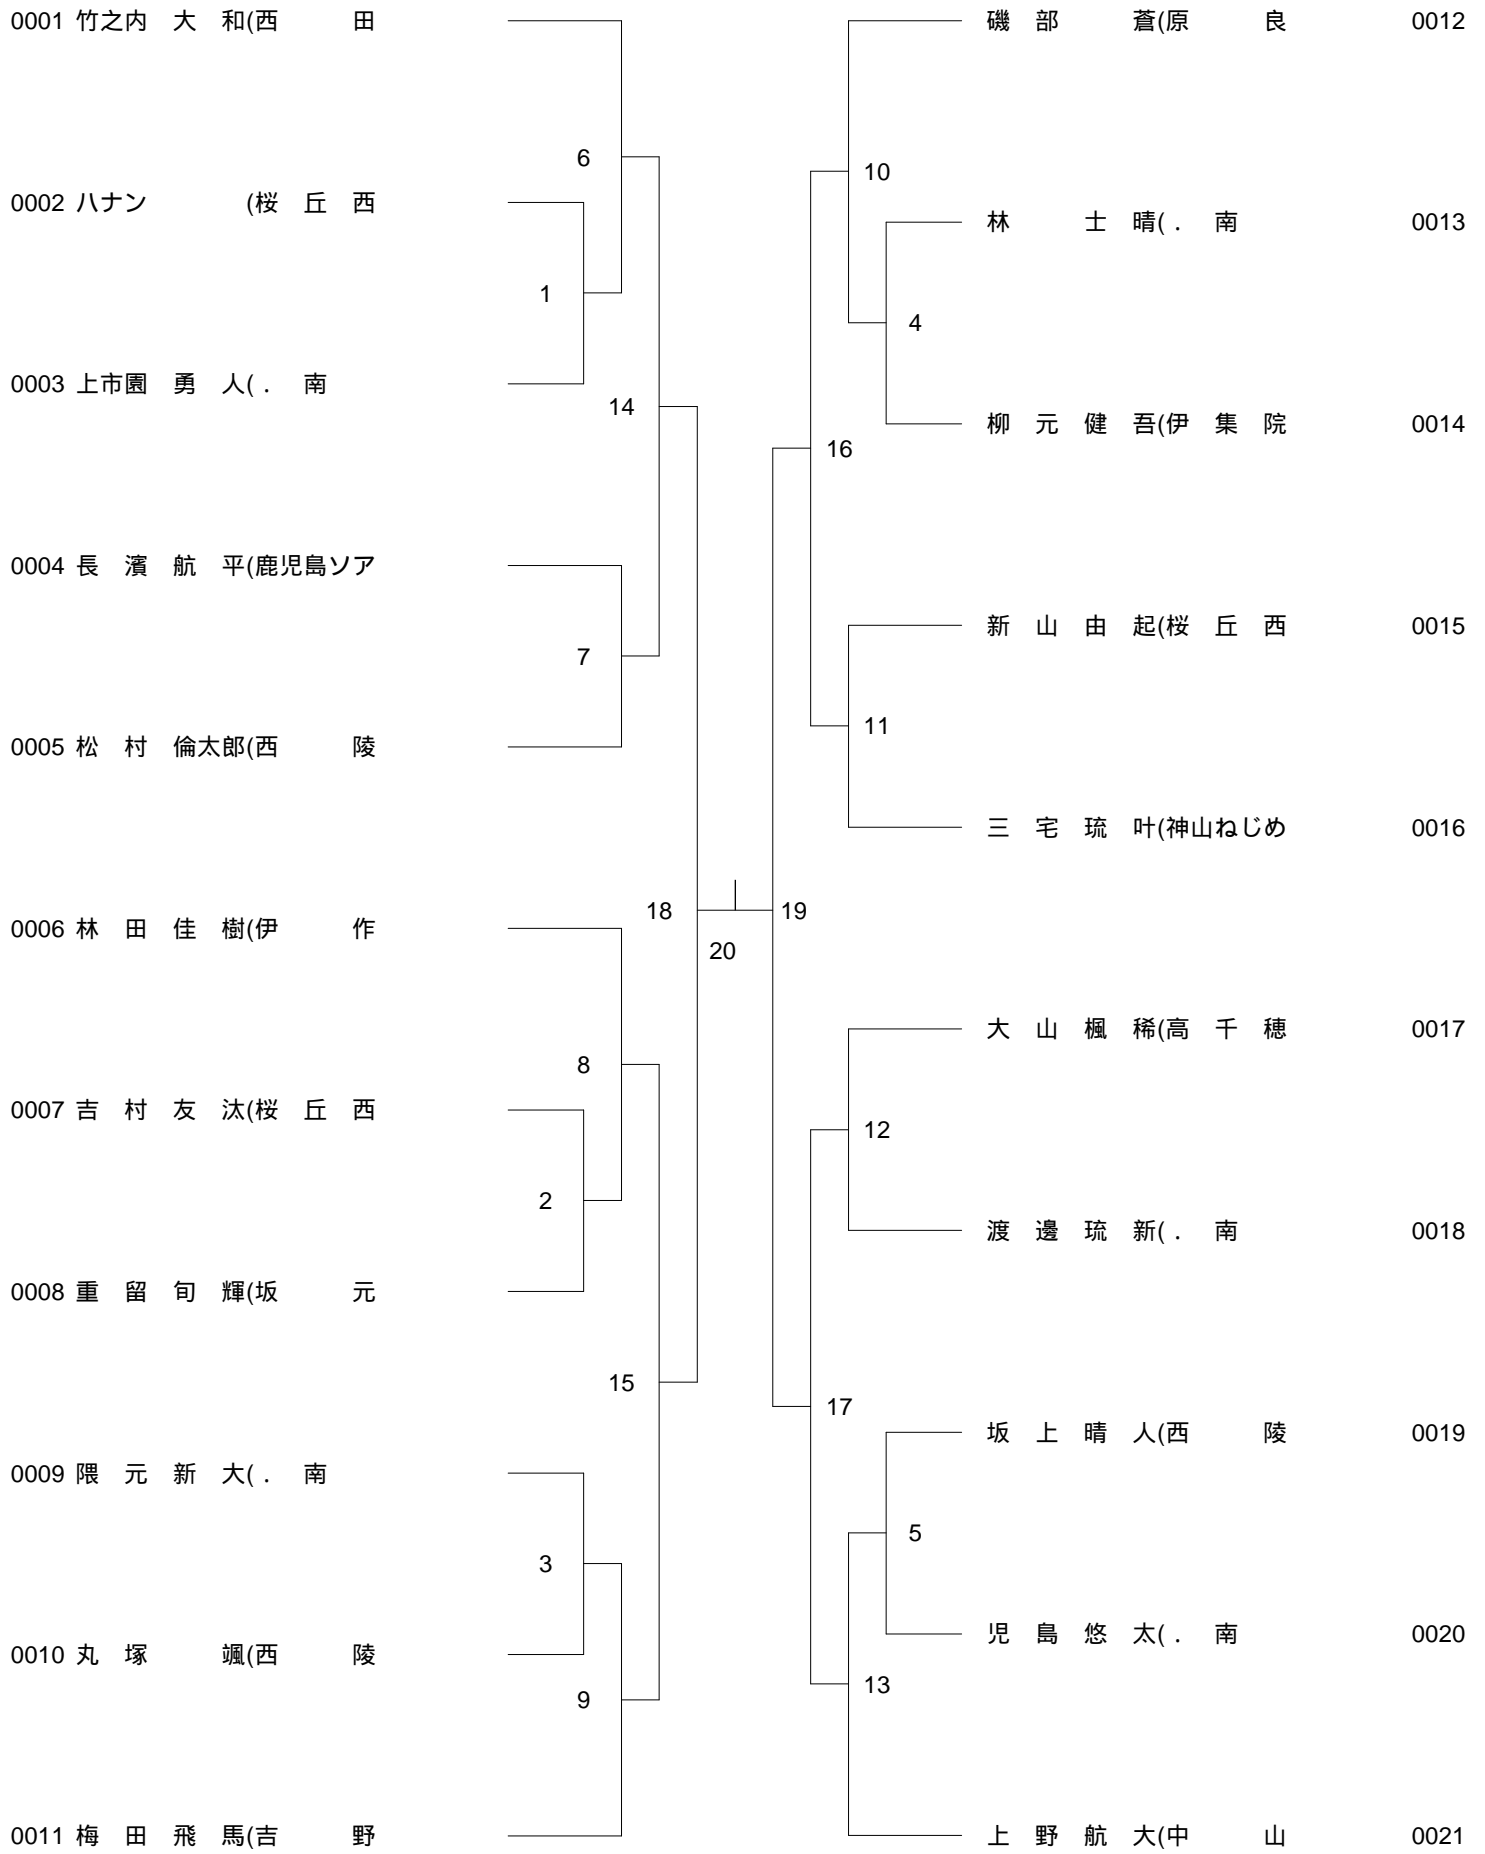 0001 竹之内　大　和(西　　　田
0002 ハナン　　　　(桜　丘　西
0003 上市園　勇　人(．　南
0004 長　濱　航　平(鹿児島ソア
0005 松　村　倫太郎(西　　　陵
0006 林　田　佳　樹(伊　　　作
0007 吉　村　友　汰(桜　丘　西
0008 重　留　旬　輝(坂　　　元
0009 隈　元　新　大(．　南
0010 丸　塚　　　颯(西　　　陵
0011 梅　田　飛　馬(吉　　　野
6
1
14
7
18
8
2
15
3
9
20
19
10
4
16
11
12
17
5
13
磯　部　　　蒼(原　　　良 0012
林　　　士　晴(．　南 0013
柳　元　健　吾(伊　集　院 0014
新　山　由　起(桜　丘　西 0015
三　宅　琉　叶(神山ねじめ 0016
大　山　楓　稀(高　千　穂 0017
渡　邊　琉　新(．　南 0018
坂　上　晴　人(西　　　陵 0019
児　島　悠　太(．　南 0020
上　野　航　大(中　　　山 0021